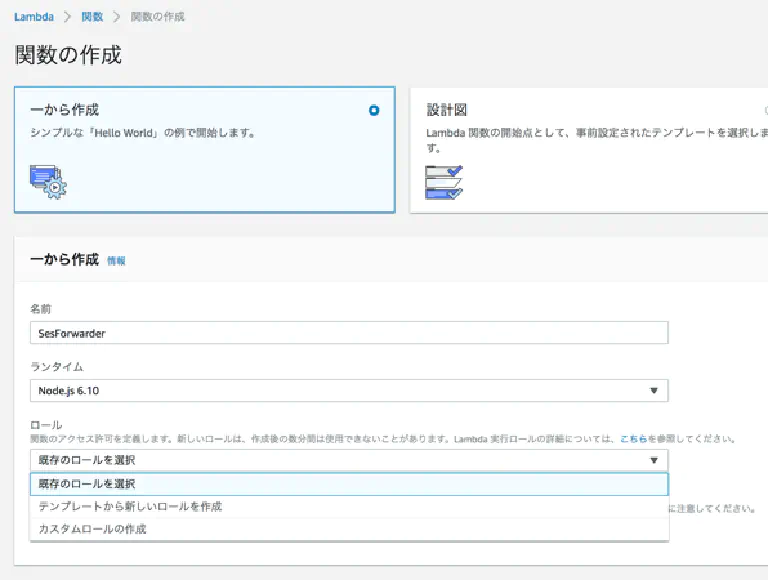 Lambda > 関数 > 関数の作成
関数の作成
一から作成
シンプルな「Hello World」の例で開始します。
設計図
Lambda 関数の開始点として、事前設定されたテンプレートを選択しま
す。
一から作成 情報
名前
SesForwarder
ランタイム
Node.js 6.10
ロール
関数のアクセス許可を定義します。新しいロールは、作成後の数分間は使用できないことがあります。Lambda 実行ロールの詳細については、こちらを参照してください。
既存のロールを選択
既存のロールを選択
テンプレートから新しいロールを作成
に注意してください。
カスタムロールの作成